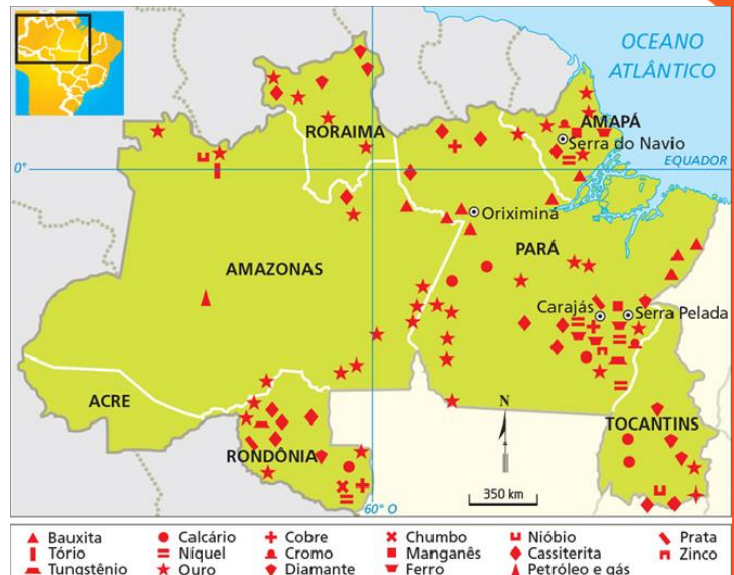 OCEANO
ATLÂNTICO
RORAIMA
AMAPÁ
Serra do Navio
0°
EQUADOR
Oriximiná
AMAZONAS
PARÁ
Carajás
Serra Pelada
ACRE
RONDÔNIA
N
TOCANTINS
350 km
60° O
Bauxita
Calcário
Cobre
Chumbo
Nióbio
Prata
Tório
Níquel
Cromo
Manganês
Cassiterita
Zinco
Tungstênio
Ouro
Diamante
Ferro
Petróleo e gás